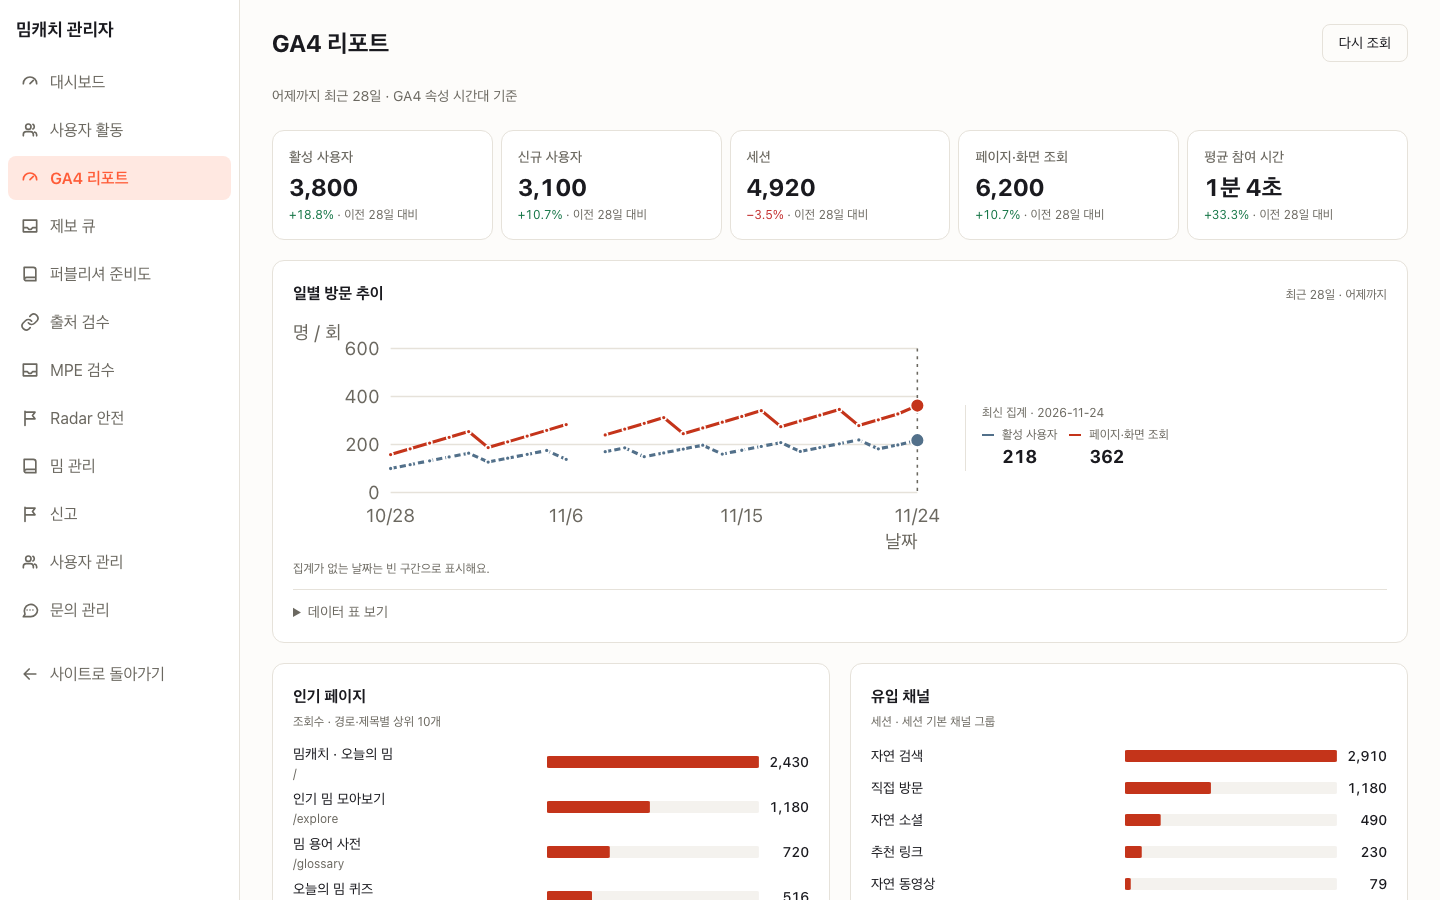 밈캐치 관리자
대시보드
사용자 활동
GA4 리포트
제보 큐
퍼블리셔 준비도
출처 검수
MPE 검수
Radar 안전
밈 관리
신고
사용자 관리
문의 관리
사이트로 돌아가기
GA4 리포트
다시 조회
어제까지 최근 28일 · GA4 속성 시간대 기준
활성 사용자
3,800
+18.8% · 이전 28일 대비
신규 사용자
3,100
+10.7% · 이전 28일 대비
세션
4,920
−3.5% · 이전 28일 대비
페이지·화면 조회
6,200
+10.7% · 이전 28일 대비
평균 참여 시간
1분 4초
+33.3% · 이전 28일 대비
일별 방문 추이
최근 28일 · 어제까지
명 / 회
600
400
200
0
10/28 11/6 11/15 11/24
날짜
최신 집계 · 2026-11-24
활성 사용자 페이지·화면 조회
218 362
집계가 없는 날짜는 빈 구간으로 표시해요.
▶ 데이터 표 보기
인기 페이지
조회수 · 경로·제목별 상위 10개
밈캐치 · 오늘의 밈
/
2,430
인기 밈 모아보기
/explore
1,180
밈 용어 사전
/glossary
720
오늘의 밈 퀴즈
516
유입 채널
세션 · 세션 기본 채널 그룹
자연 검색 2,910
직접 방문 1,180
자연 소셜 490
추천 링크 230
자연 동영상 79